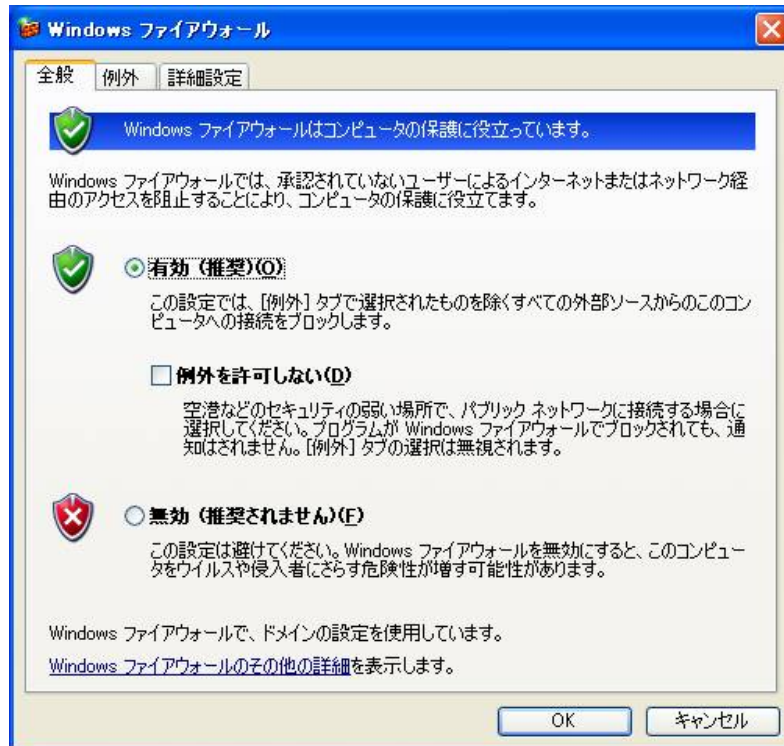 Windows ファイアウォール
全般 例外 詳細設定
Windows ファイアウォールはコンピュータの保護に役立っています。
Windows ファイアウォールでは、承認されていないユーザーによるインターネットまたはネットワーク経
由のアクセスを阻止することにより、コンピュータの保護に役立てます。
有効 (推奨)(O)
この設定では、[例外] タブで選択されたものを除くすべての外部ソースからのこのコン
ピュータへの接続をブロックします。
例外を許可しない(D)
空港などのセキュリティの弱い場所で、パブリック ネットワークに接続する場合に
選択してください。プログラムが Windows ファイアウォールでブロックされても、通
知はされません。[例外] タブの選択は無視されます。
無効 (推奨されません)(F)
この設定は避けてください。Windows ファイアウォールを無効にすると、このコンピュー
タをウイルスや侵入者にさらす危険性が増す可能性があります。
Windows ファイアウォールで、ドメインの設定を使用しています。
Windows ファイアウォールのその他の詳細を表示します。
OK キャンセル